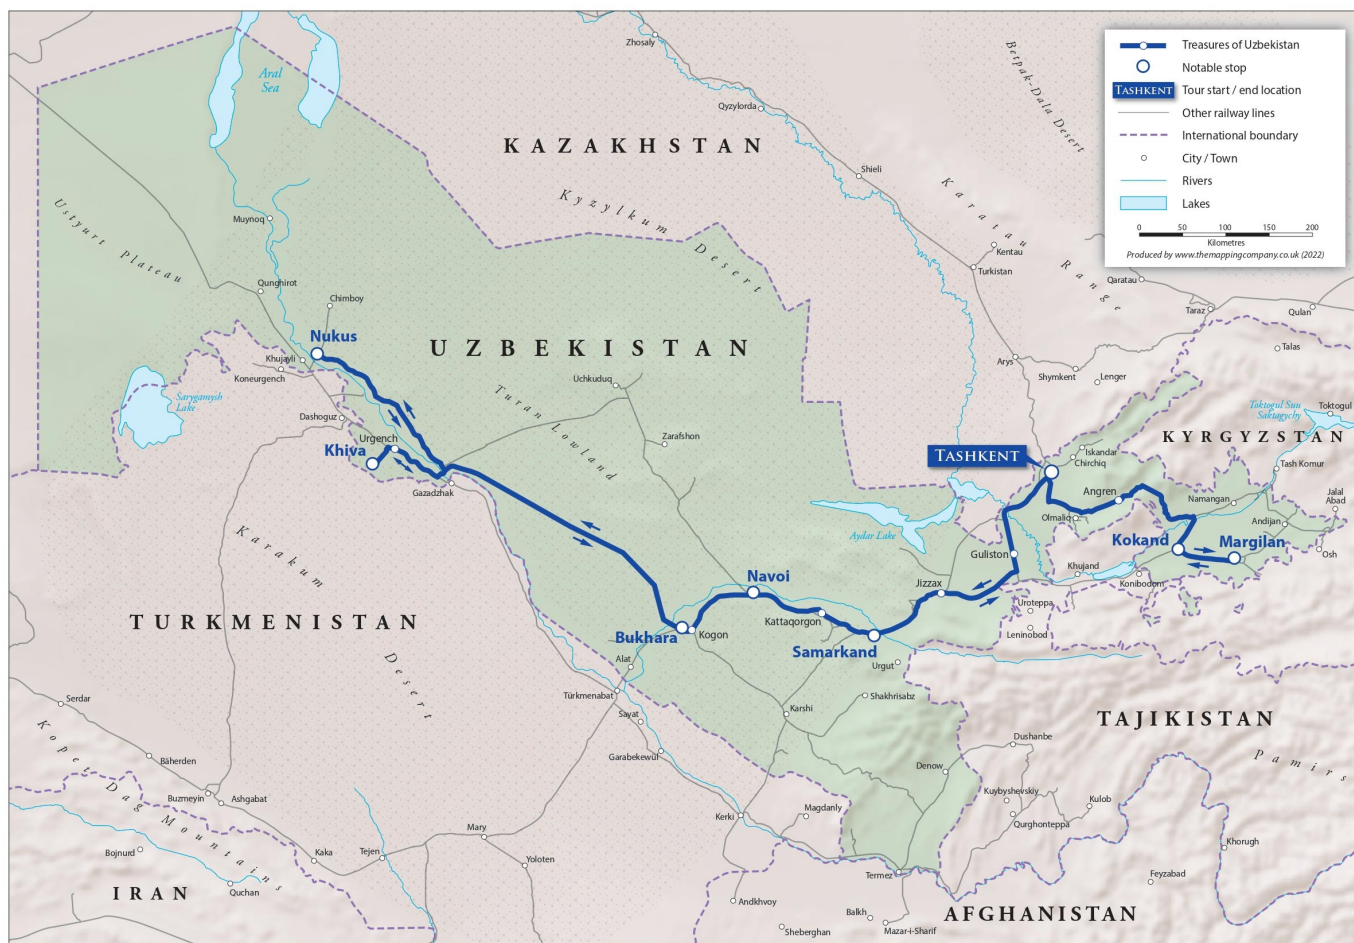 Treasures of Uzbekistan
Notable stop
TASHKENT
Tour start / end location
Other railway lines
International boundary
City / Town
Rivers
Lakes
0 50 100 150 200
Kilometres
Produced by www.themappingcompany.co.uk (2022)
Zhosaly
Aral
Sea
Betpak-Dala Desert
Qyzylorda
KAZAKHSTAN
Shieli
Karatau Range
Kyzylkum Desert
Ustyurt Plateau
Muynoq
Kentau
Turkistan
Qaratau
Qunghirot
Chimboy
Taraz
Qulan
Nukus
UZBEKISTAN
Talas
Khujayli
Koneurgench
Arys
Shymkent
Lenger
Uchkuduq
Sarygamysh
Lake
Turan Lowland
Toktogul Suu
Saktagychy
Toktogul
Dashoguz
Urgench
Zarafshon
KYRGYZSTAN
Khiva
TASHKENT
Iskandar
Chirchiq
Tash Komur
Gazadzhak
Angren
Namangan
Jalal
Abad
Olmaliq
Andijan
Aydar Lake
Kokand
Margilan
Osh
Karakum Desert
Guliston
Khujand
Konibodom
Navoi
Jizzax
Uroteppa
TURKMENISTAN
Kattaqorgon
Leninobod
Bukhara
Kogon
Samarkand
Alat
Urgut
Türkmenabat
Shakhrisabz
Serdar
Sayat
Karshi
TAJIKISTAN
Kopet Dag Mountains
Dushanbe
Pamirs
Garabekewül
Bäherden
Denow
Kuybyshevskiy
Kulob
Buzmeyin
Ashgabat
Magdanly
Kerki
Qurghonteppa
Mary
Khorugh
Bojnurd
Kaka
Tejen
Yoloten
Termez
Feyzabad
IRAN
Quchan
Andkhvoy
Balkh
AFGHANISTAN
Sheberghan
Mazar-i-Sharif